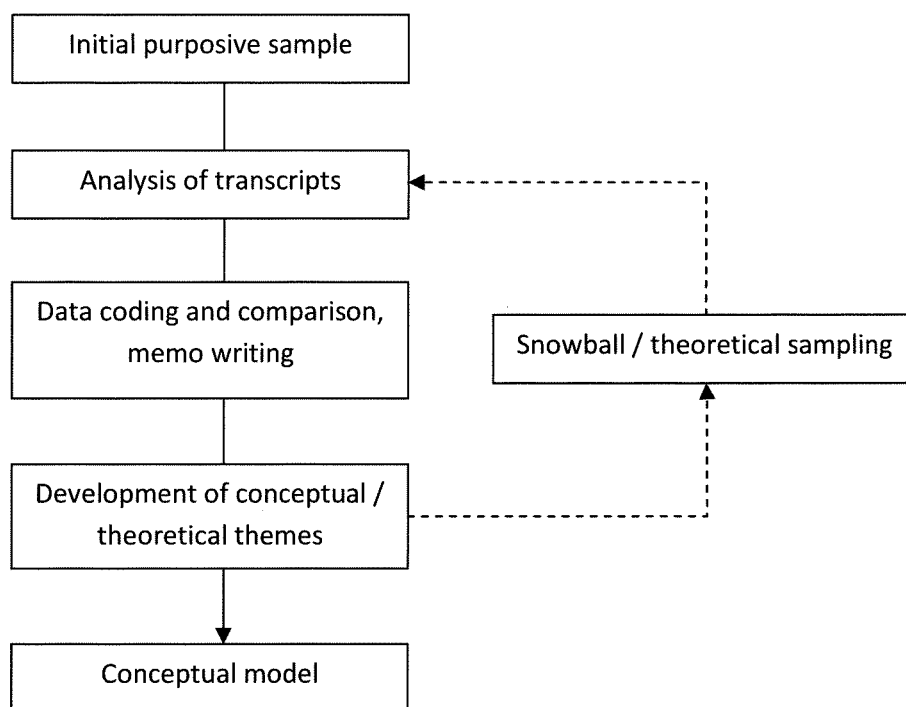 Initial purposive sample
Analysis of transcripts
Data coding and comparison,
memo writing
Snowball / theoretical sampling
Development of conceptual /
theoretical themes
Conceptual model